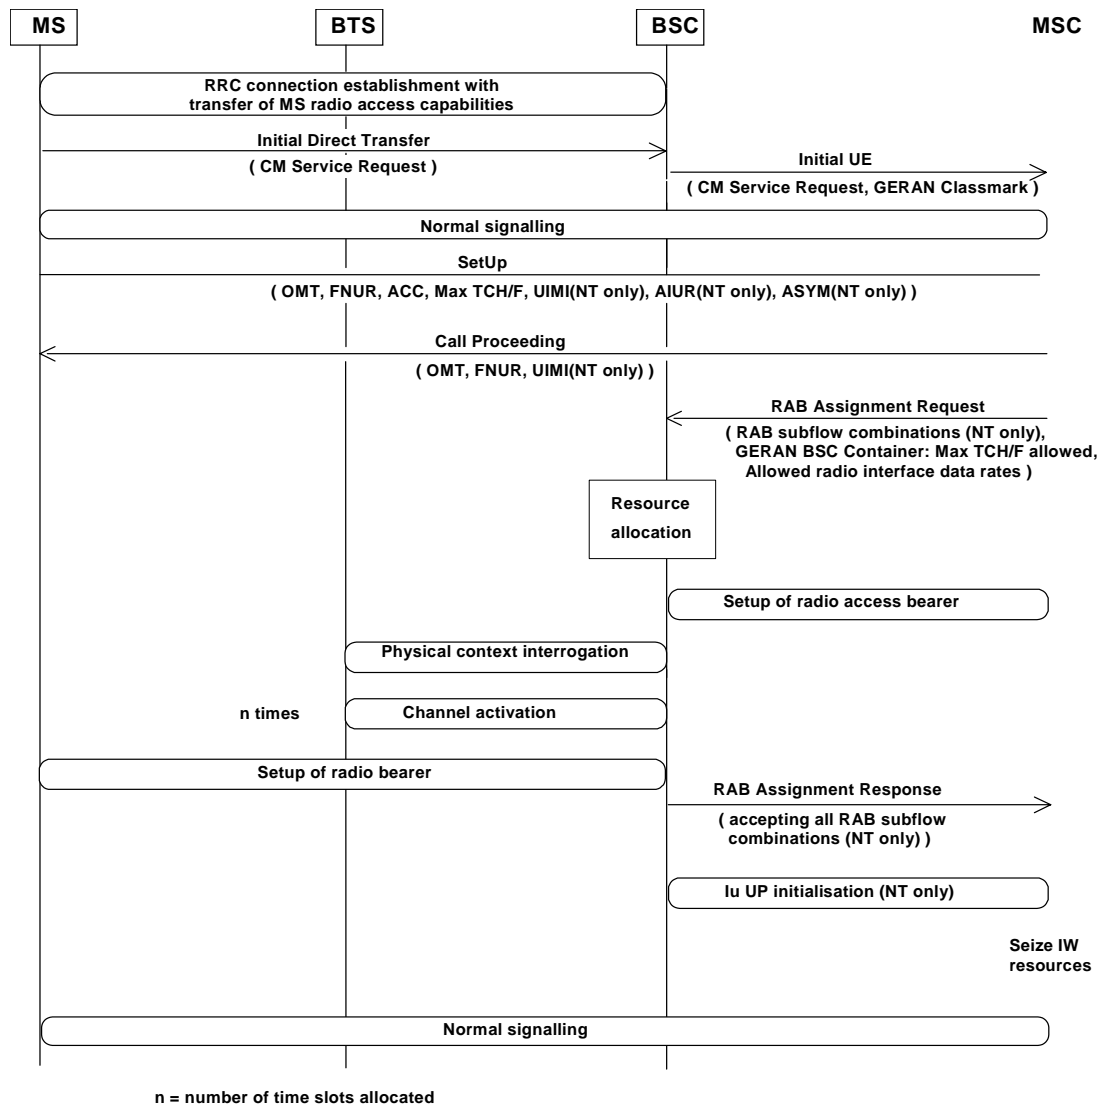 MS BTS BSC MSC
RRC connection establishment with
transfer of MS radio access capabilities
Initial Direct Transfer
( CM Service Request )
Initial UE
( CM Service Request, GERAN Classmark )
Normal signalling
SetUp
( OMT, FNUR, ACC, Max TCH/F, UIMI(NT only), AIUR(NT only), ASYM(NT only) )
Call Proceeding
( OMT, FNUR, UIMI(NT only) )
RAB Assignment Request
( RAB subflow combinations (NT only),
GERAN BSC Container: Max TCH/F allowed,
Allowed radio interface data rates )
Resource
allocation
Setup of radio access bearer
Physical context interrogation
n times
Channel activation
Setup of radio bearer
RAB Assignment Response
( accepting all RAB subflow
combinations (NT only) )
Iu UP initialisation (NT only)
Seize IW
resources
Normal signalling
n = number of time slots allocated